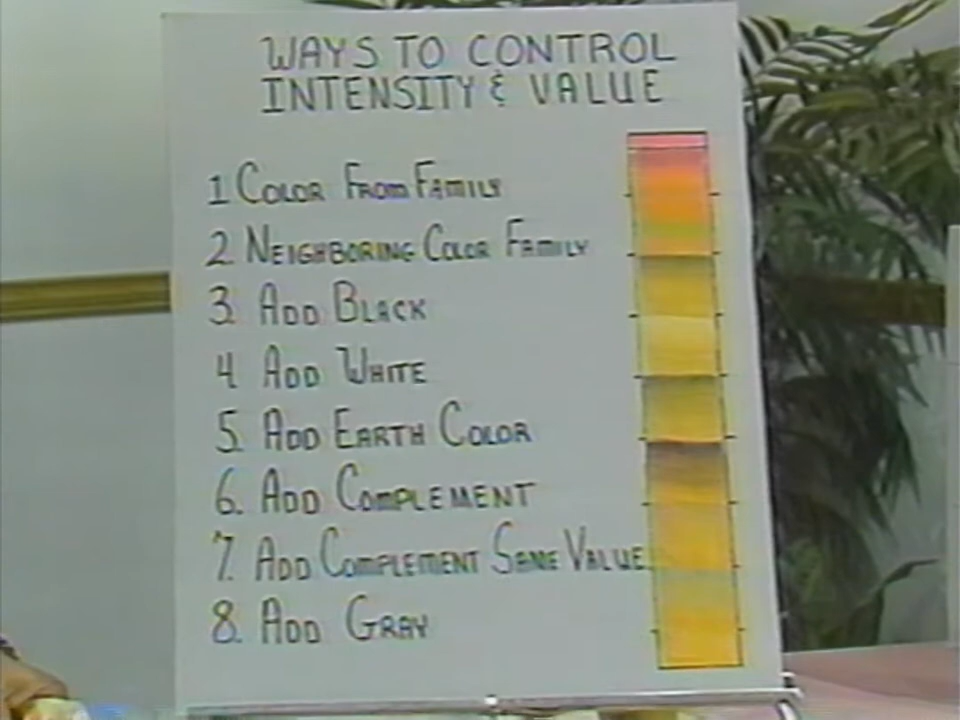 WAYS TO CONTROL
INTENSITY & VALUE
1 COLOR FROM FAMILY
2. NEIGHBORING COLOR FAMILY
3. ADD BLACK
4. ADD WHITE
5. ADD EARTH COLOR
6. ADD COMPLEMENT
7. ADD COMPLEMENT SAME VALUE
8. ADD GRAY